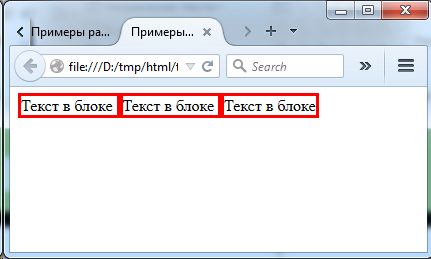 Примеры ра... Примеры...
file:///D:/tmp/html/t Search
Текст в блоке Текст в блоке Текст в блоке